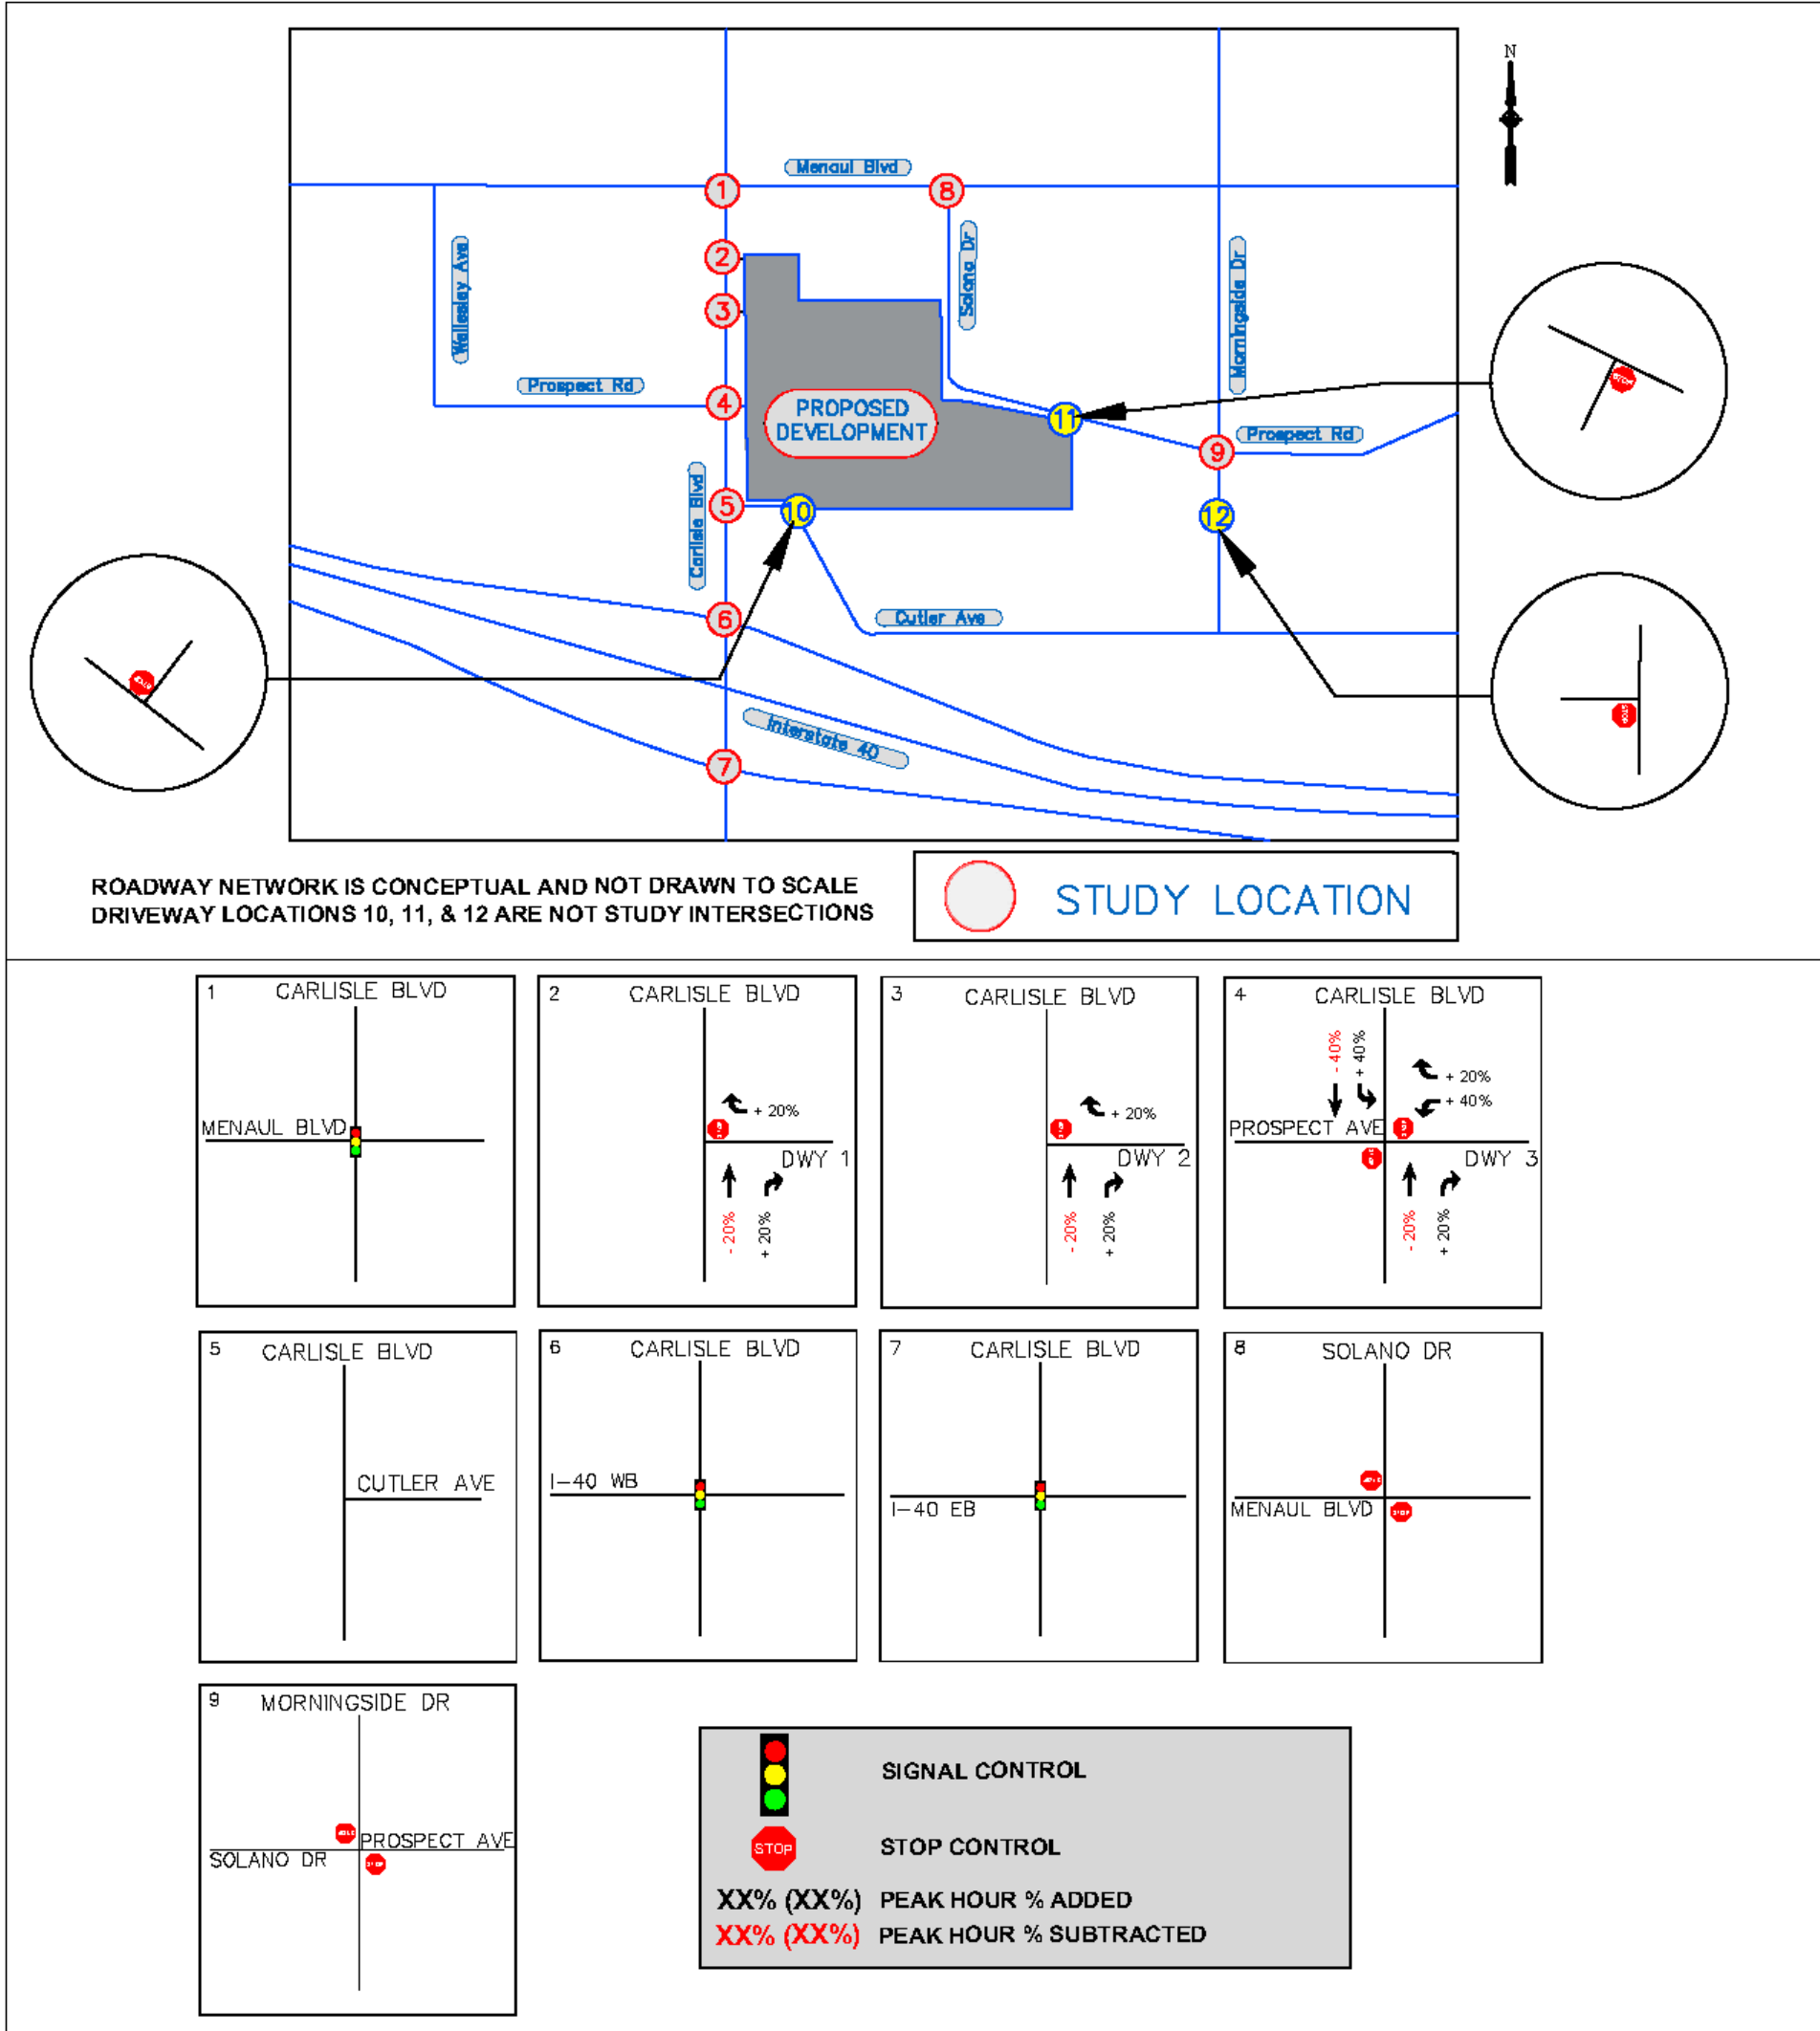 N
Menaul Blvd
1
8
2
3
Wellesley Ave
Solano Dr
Morningside Dr
Prospect Rd
4
PROPOSED
DEVELOPMENT
11
9
Prospect Rd
Carlisle Blvd
5
10
12
6
Cutler Ave
Interstate 40
7
STOP
STOP
ROADWAY NETWORK IS CONCEPTUAL AND NOT DRAWN TO SCALE
DRIVEWAY LOCATIONS 10, 11, & 12 ARE NOT STUDY INTERSECTIONS
STUDY LOCATION
1
CARLISLE BLVD
MENAUL BLVD
2
CARLISLE BLVD
+ 20%
DWY 1
- 20%
+ 20%
3
CARLISLE BLVD
+ 20%
DWY 2
- 20%
+ 20%
4
CARLISLE BLVD
- 40%
+ 40%
+ 20%
+ 40%
PROSPECT AVE
DWY 3
- 20%
+ 20%
5
CARLISLE BLVD
CUTLER AVE
6
CARLISLE BLVD
I-40 WB
7
CARLISLE BLVD
I-40 EB
8
SOLANO DR
MENAUL BLVD
STOP
9
MORNINGSIDE DR
PROSPECT AVE
SOLANO DR
STOP
SIGNAL CONTROL
STOP
STOP CONTROL
XX% (XX%) PEAK HOUR % ADDED
XX% (XX%) PEAK HOUR % SUBTRACTED